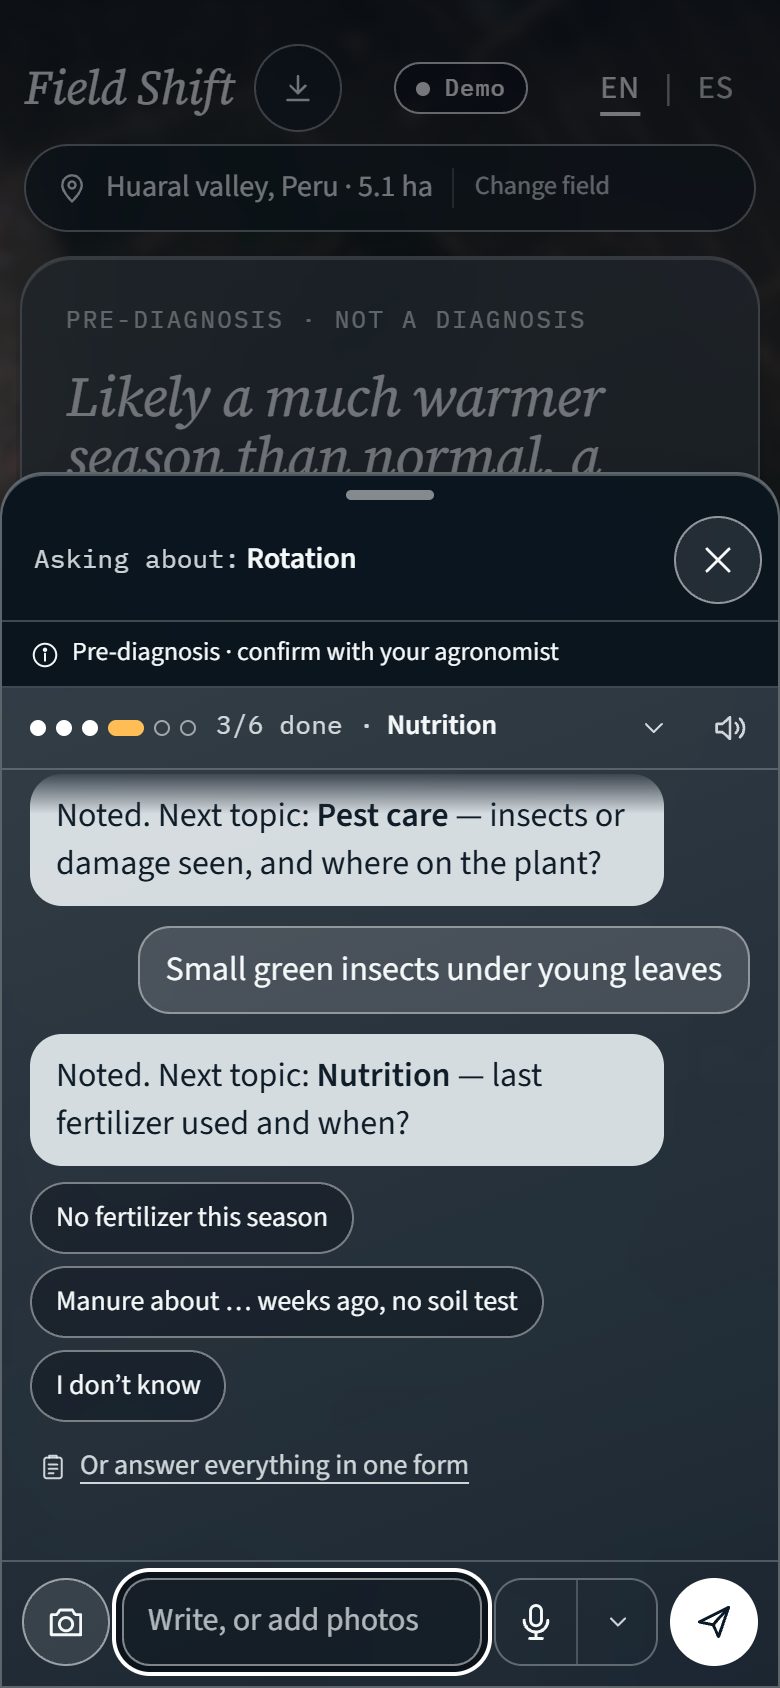 Field Shift
Demo
EN | ES
Huaral valley, Peru · 5.1 ha
Change field
PRE-DIAGNOSIS · NOT A DIAGNOSIS
Likely a much warmer
season than normal, a
Asking about: Rotation
Pre-diagnosis · confirm with your agronomist
3/6 done · Nutrition
Noted. Next topic: Pest care — insects or
damage seen, and where on the plant?
Small green insects under young leaves
Noted. Next topic: Nutrition — last
fertilizer used and when?
No fertilizer this season
Manure about … weeks ago, no soil test
I don’t know
Or answer everything in one form
Write, or add photos